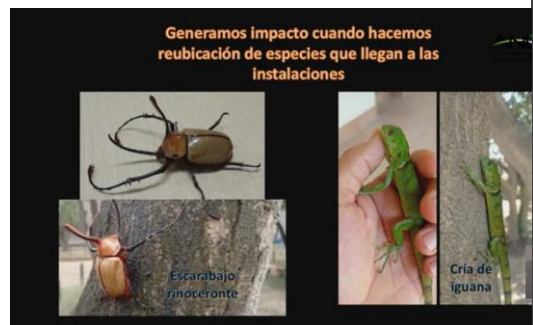 Generamos impacto cuando hacemos
reubicación de especies que llegan a las
instalaciones
Escarabajo
rinoceronte
Cría de
iguana